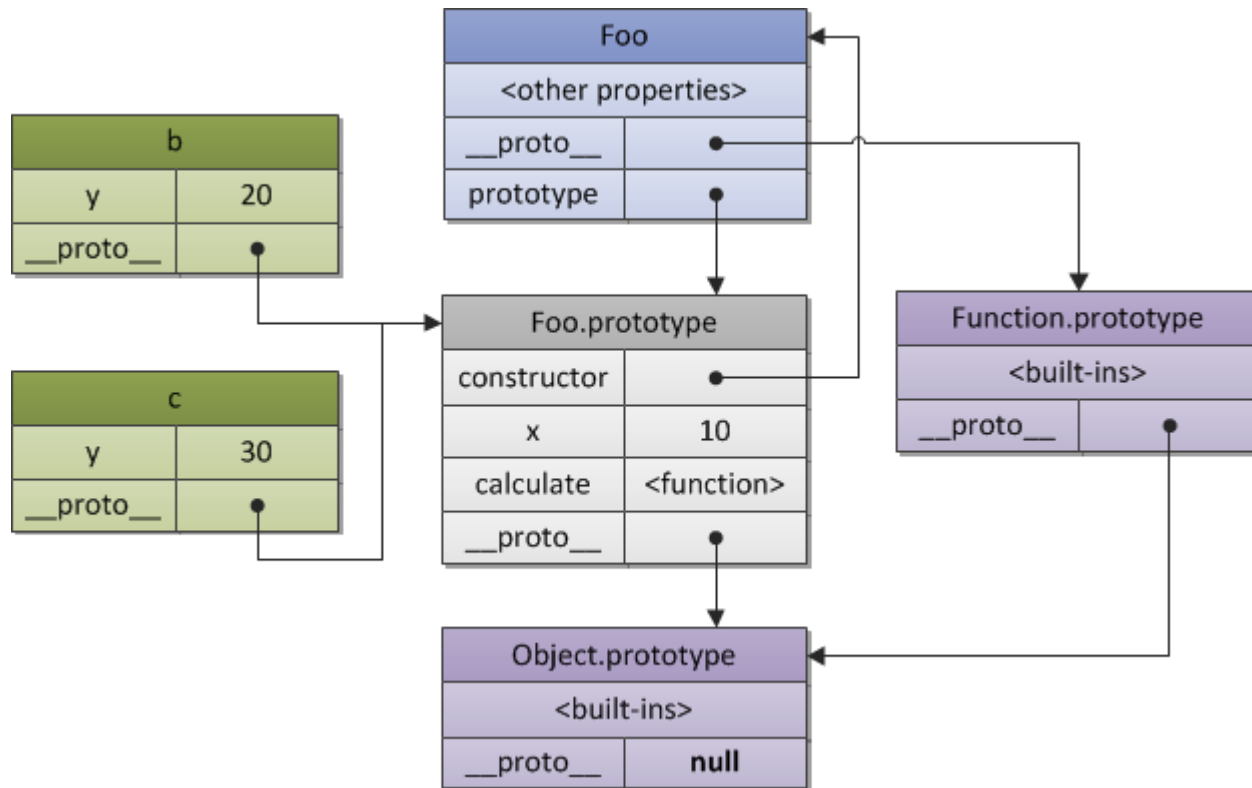 Foo
<other properties>
__proto__
prototype
b
y 20
__proto__
c
y 30
__proto__
Foo.prototype
constructor
x 10
calculate <function>
__proto__
Function.prototype
<built-ins>
__proto__
Object.prototype
<built-ins>
__proto__ null